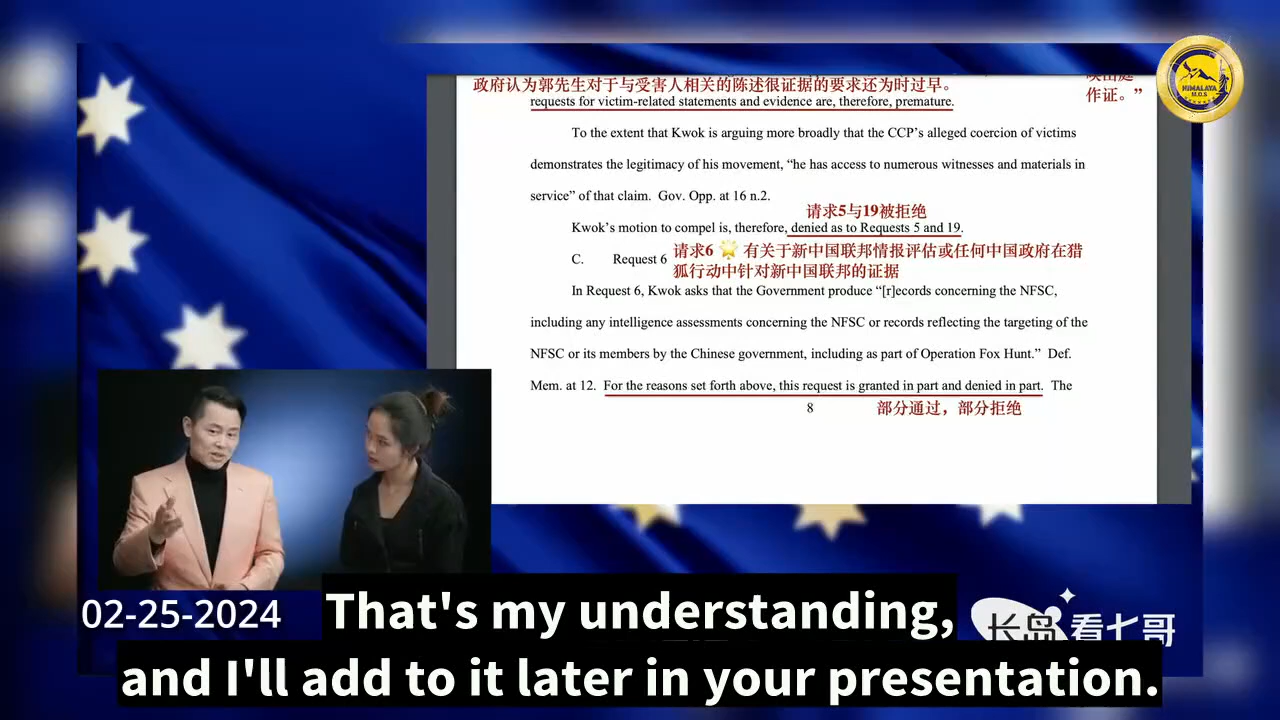 政府认为郭先生对于与受害人相关的陈述很证据的要求还为时过早。
作证。”
requests for victim-related statements and evidence are, therefore, premature.
To the extent that Kwok is arguing more broadly that the CCP’s alleged coercion of victims
demonstrates the legitimacy of his movement, “he has access to numerous witnesses and materials in
service” of that claim. Gov. Opp. at 16 n.2.
请求5与19被拒绝
Kwok’s motion to compel is, therefore, denied as to Requests 5 and 19.
C. Request 6
请求6 🌟 有关于新中国联邦情报评估或任何中国政府在猎
狐行动中针对新中国联邦的证据
In Request 6, Kwok asks that the Government produce “[r]ecords concerning the NFSC,
including any intelligence assessments concerning the NFSC or records reflecting the targeting of the
NFSC or its members by the Chinese government, including as part of Operation Fox Hunt.” Def.
Mem. at 12. For the reasons set forth above, this request is granted in part and denied in part. The
8
部分通过，部分拒绝
HIMALAYA
M.O.S
02-25-2024
长岛看七哥
That's my understanding,
and I'll add to it later in your presentation.